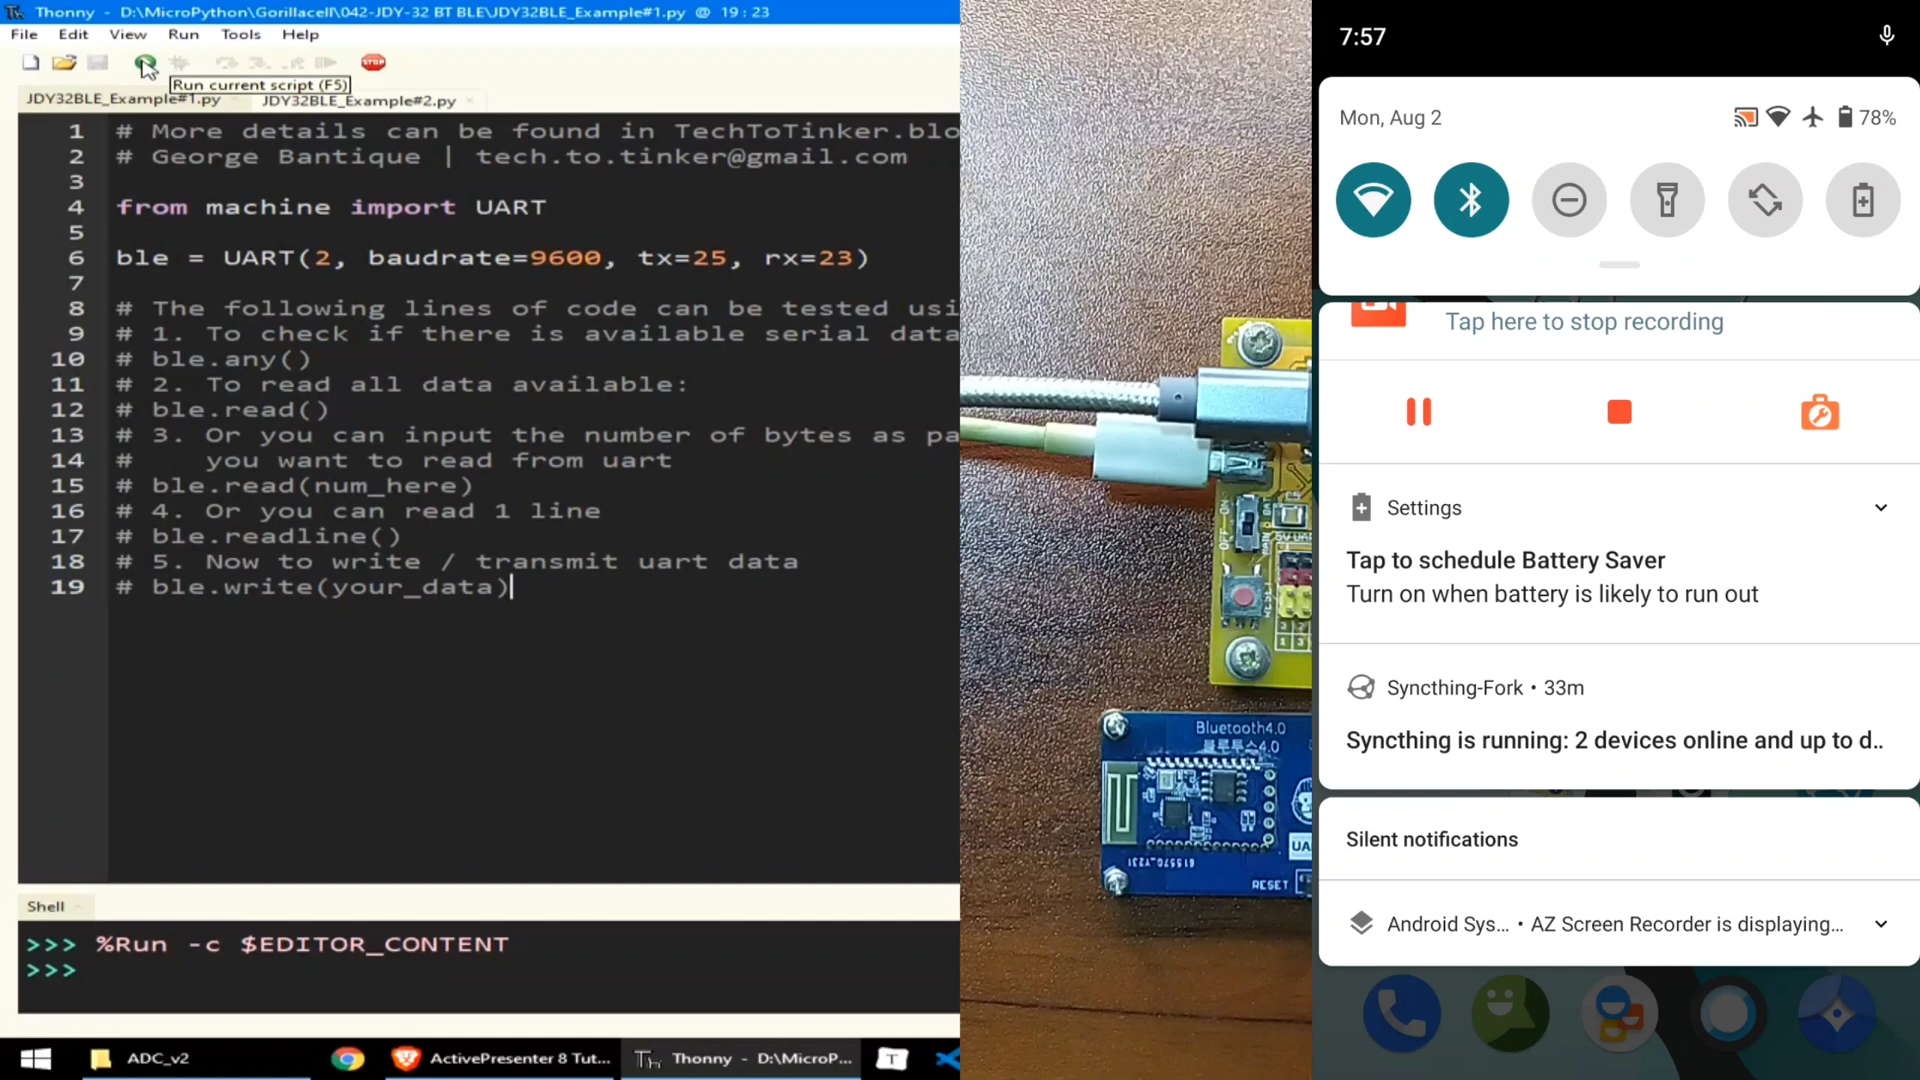 Thonny - D:\MicroPython\Gorillacell\042-JDY-32 BT BLE\JDY32BLE_Example#1.py @ 19 : 23
File Edit View Run Tools Help
STOP
Run current script (F5)
JDY32BLE_Example#1.py
JDY32BLE_Example#2.py
1 # More details can be found in TechToTinker.blo
2 # George Bantique | tech.to.tinker@gmail.com
3
4 from machine import UART
5
6 ble = UART(2, baudrate=9600, tx=25, rx=23)
7
8 # The following lines of code can be tested usi
9 # 1. To check if there is available serial data
10 # ble.any()
11 # 2. To read all data available:
12 # ble.read()
13 # 3. Or you can input the number of bytes as pa
14 # you want to read from uart
15 # ble.read(num_here)
16 # 4. Or you can read 1 line
17 # ble.readline()
18 # 5. Now to write / transmit uart data
19 # ble.write(your_data)
Shell
>>> %Run -c $EDITOR_CONTENT
>>>
ADC_v2
ActivePresenter 8 Tut...
Thonny - D:\MicroP...
OFF ON
RESET
Bluetooth4.0
블루투스4.0
RESET
7:57
Mon, Aug 2
78%
Tap here to stop recording
Settings
Tap to schedule Battery Saver
Turn on when battery is likely to run out
Syncthing-Fork • 33m
Syncthing is running: 2 devices online and up to d..
Silent notifications
Android Sys... • AZ Screen Recorder is displaying...